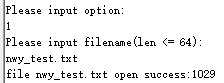 Please input option:
1
Please input filename(len <= 64):
nwy_test.txt
file nwy_test.txt open success:1029